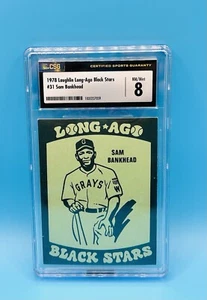 CSG
CERTIFIED SPORTS GUARANTY
1978 Laughlin Long-Ago Black Stars
#31 Sam Bankhead
NM/Mint
8
LONG★AGO
SAM
BANKHEAD
GRAYS
BLACK STARS